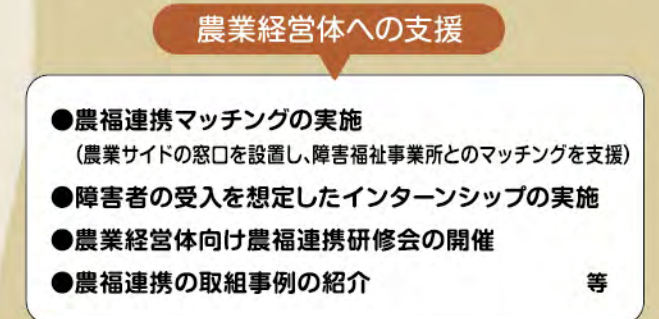 農業経営体への支援
●農福連携マッチングの実施
（農業サイドの窓口を設置し、障害福祉事業所とのマッチングを支援）
●障害者の受入を想定したインターンシップの実施
●農業経営体向け農福連携研修会の開催
●農福連携の取組事例の紹介　等